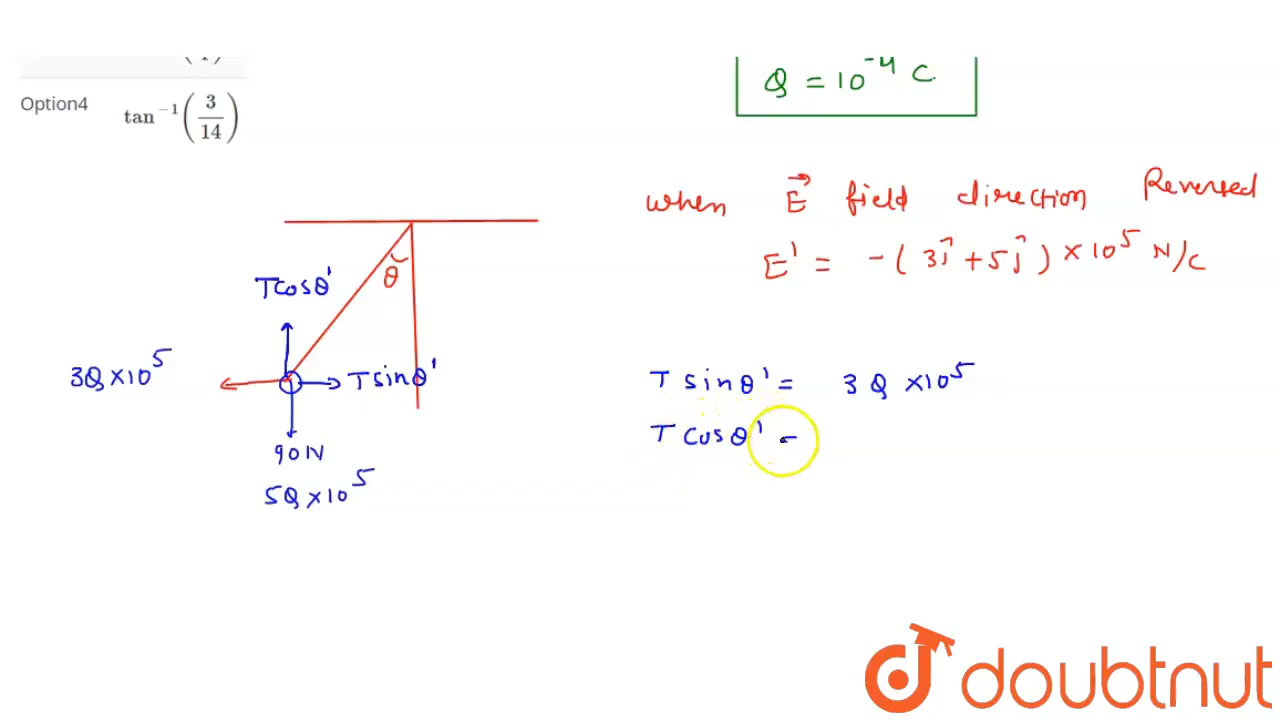 Option4 tan⁻¹(3/14)
Q = 10⁻⁴ C
when E⃗ field direction Reversed
E' = -(3ĵ + 5ĵ) × 10⁵ N/C
θ
Tcosθ'
3Q×10⁵
Tsinθ'
90N
5Q×10⁵
T sinθ' = 3Q ×10⁵
T cosθ' =
doubtnut